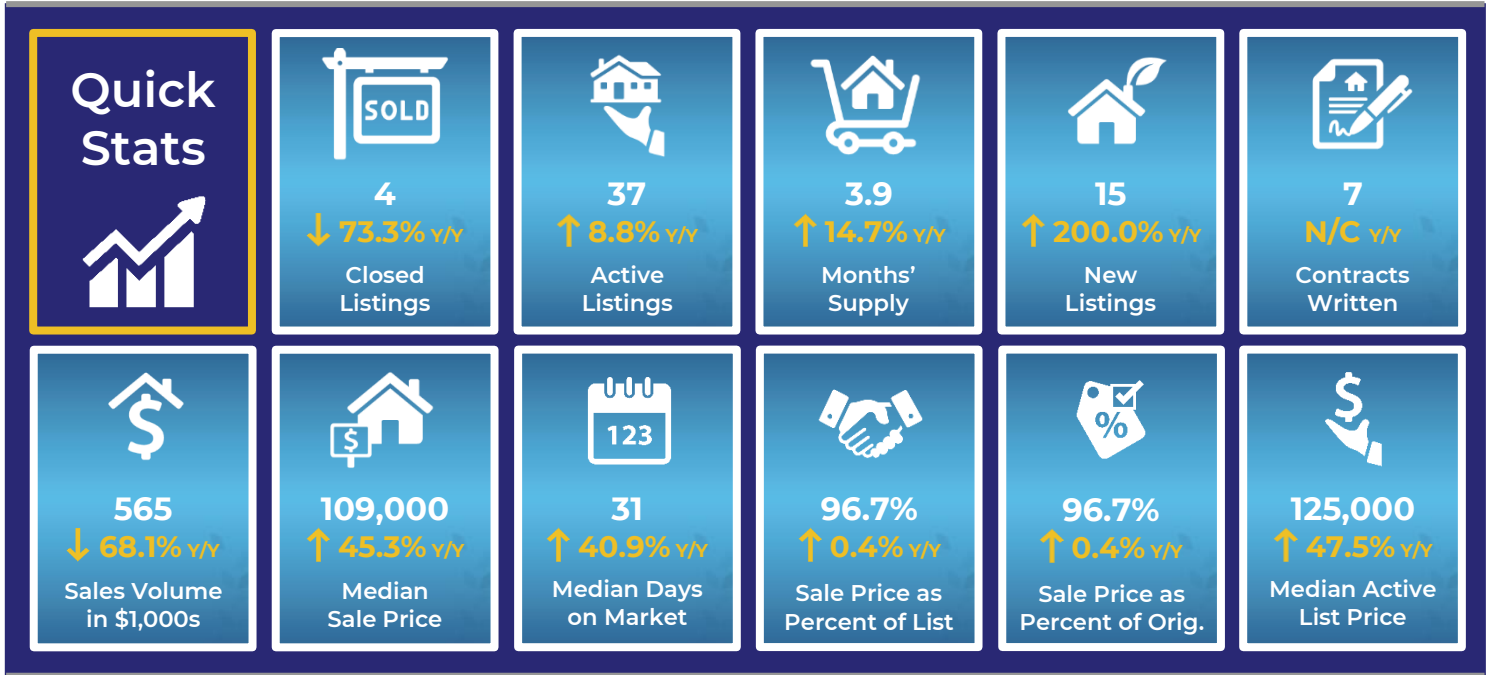 Quick
Stats
SOLD
4
↓ 73.3% Y/Y
Closed
Listings
37
↑ 8.8% Y/Y
Active
Listings
3.9
↑ 14.7% Y/Y
Months’
Supply
15
↑ 200.0% Y/Y
New
Listings
7
N/C Y/Y
Contracts
Written
$
565
↓ 68.1% Y/Y
Sales Volume
in $1,000s
$
109,000
↑ 45.3% Y/Y
Median
Sale Price
123
31
↑ 40.9% Y/Y
Median Days
on Market
96.7%
↑ 0.4% Y/Y
Sale Price as
Percent of List
%
96.7%
↑ 0.4% Y/Y
Sale Price as
Percent of Orig.
$
125,000
↑ 47.5% Y/Y
Median Active
List Price